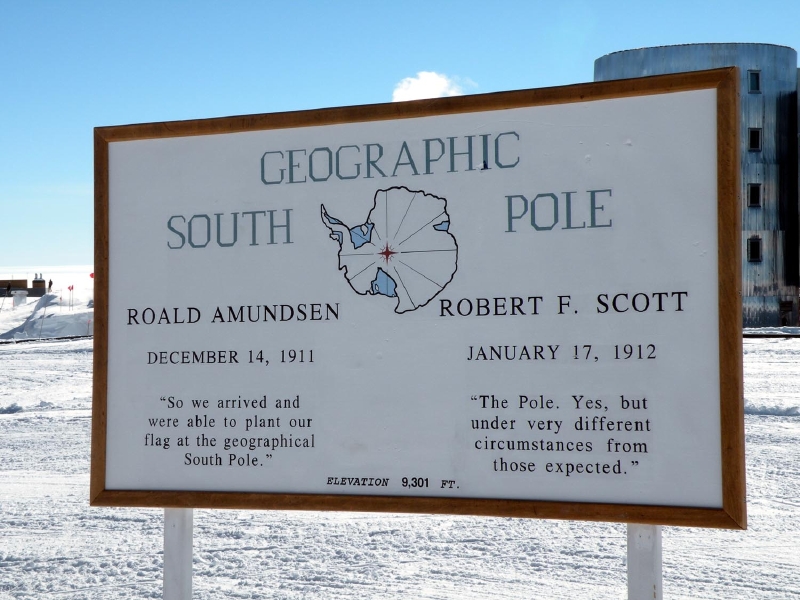 GEOGRAPHIC
SOUTH POLE
ROALD AMUNDSEN
DECEMBER 14, 1911
“So we arrived and
were able to plant our
flag at the geographical
South Pole.”
ROBERT F. SCOTT
JANUARY 17, 1912
“The Pole. Yes, but
under very different
circumstances from
those expected.”
ELEVATION 9,301 FT.